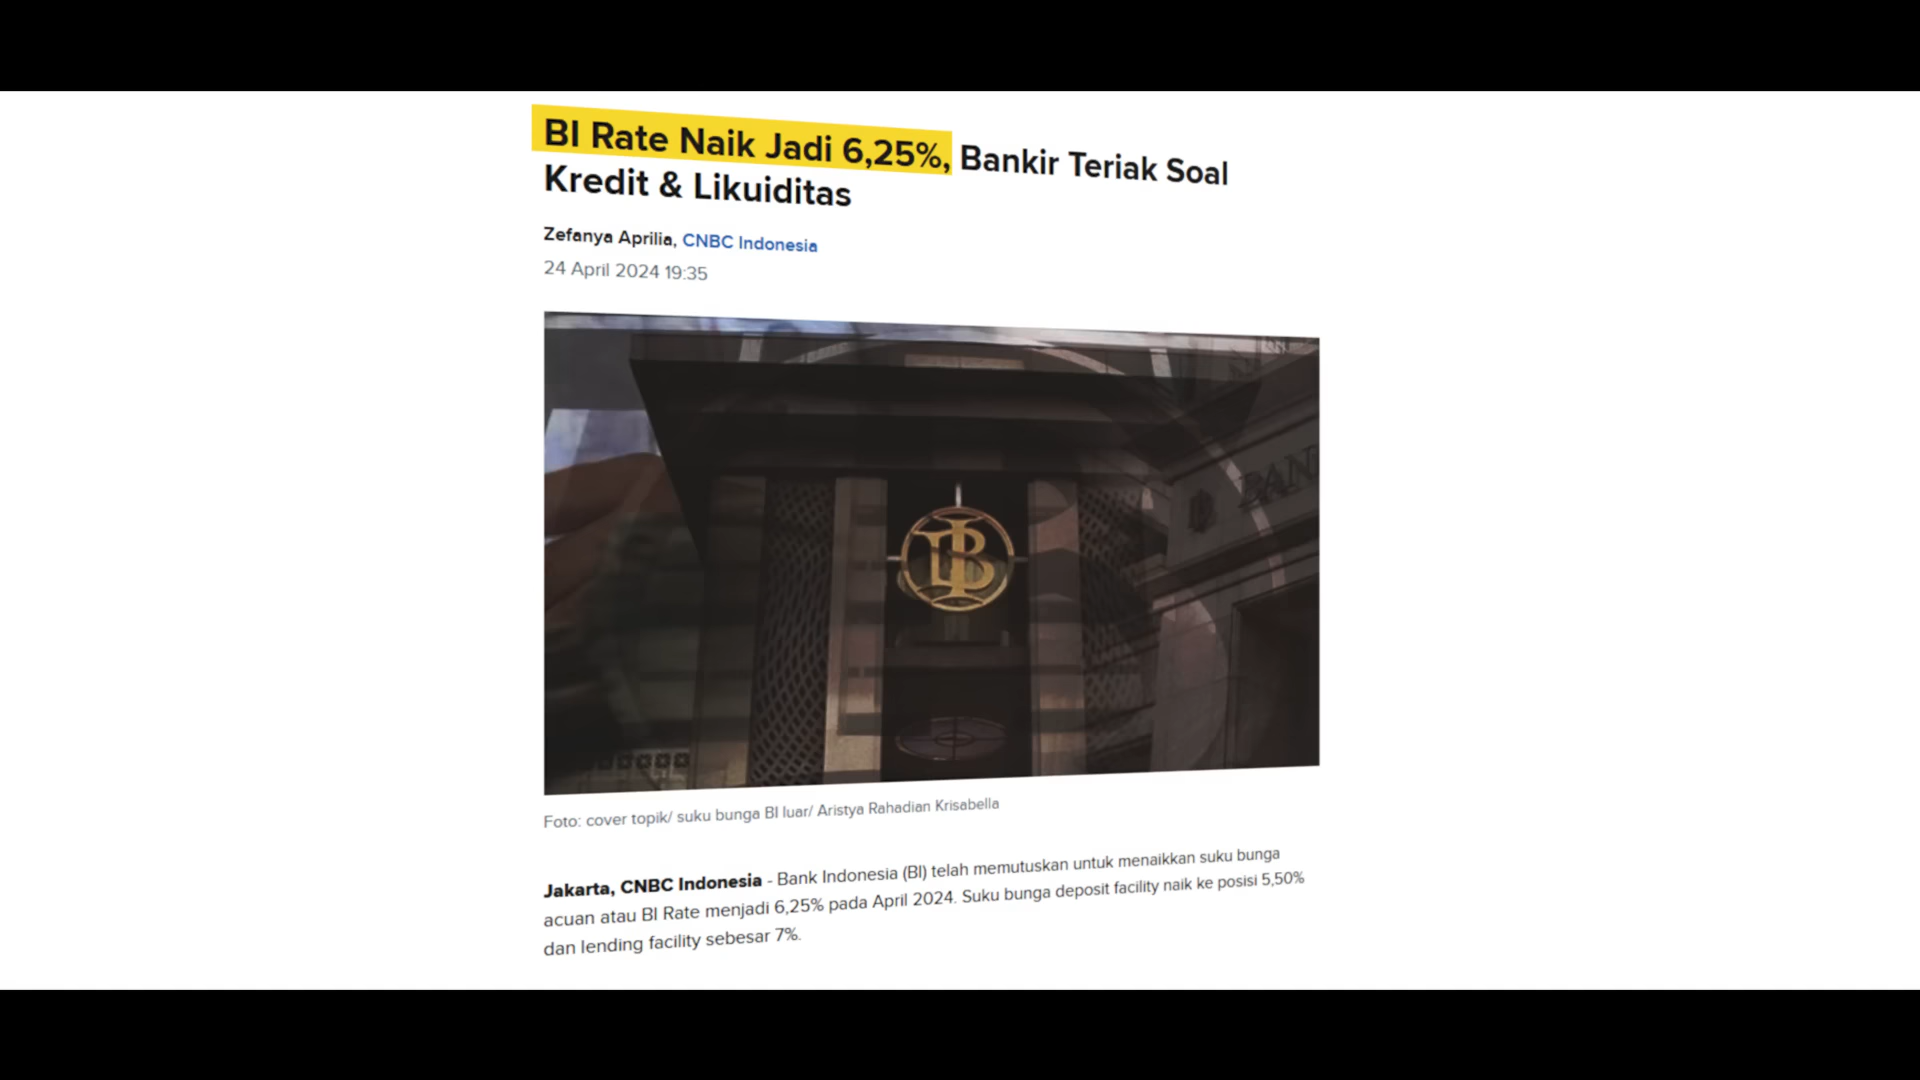 BI Rate Naik Jadi 6,25%, Bankir Teriak Soal
Kredit & Likuiditas
Zefanya Aprilia, CNBC Indonesia
24 April 2024 19:35
BAN
Foto: cover topik/ suku bunga BI luar/ Aristya Rahadian Krisabella
Jakarta, CNBC Indonesia - Bank Indonesia (BI) telah memutuskan untuk menaikkan suku bunga
acuan atau BI Rate menjadi 6,25% pada April 2024. Suku bunga deposit facility naik ke posisi 5,50%
dan lending facility sebesar 7%.